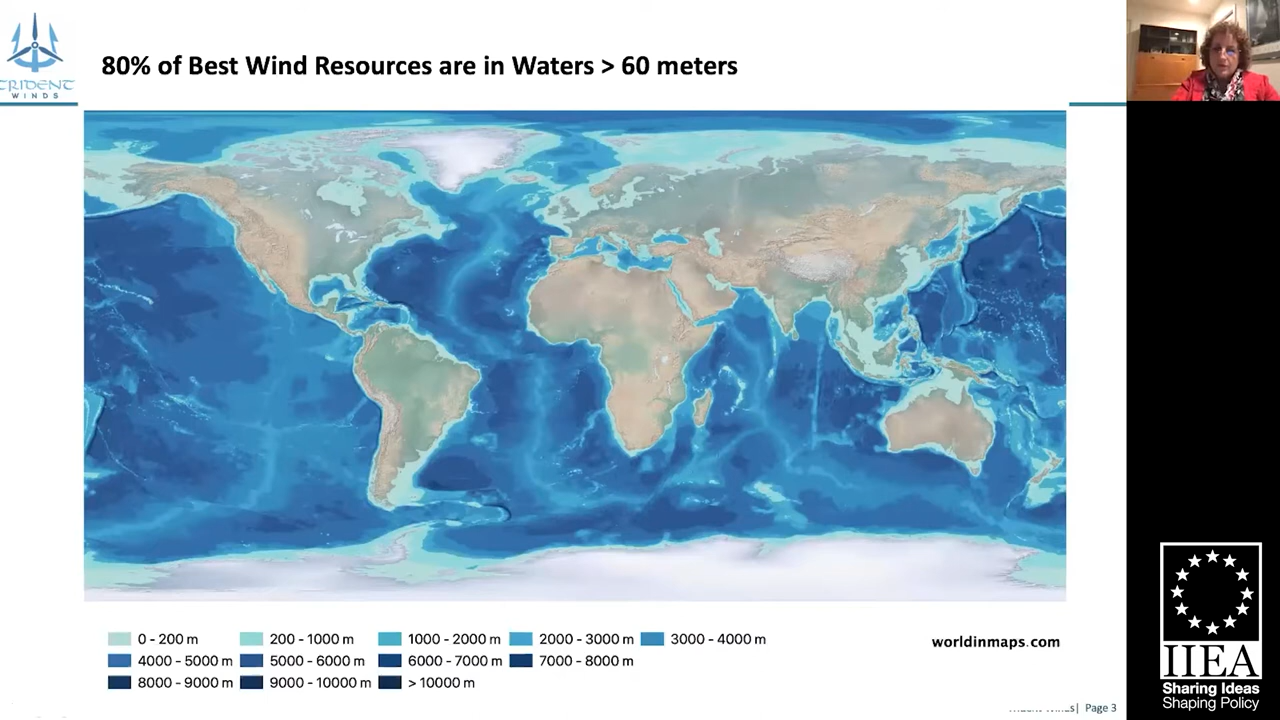 TRIDENT
WINDS
80% of Best Wind Resources are in Waters > 60 meters
0 - 200 m
200 - 1000 m
1000 - 2000 m
2000 - 3000 m
3000 - 4000 m
4000 - 5000 m
5000 - 6000 m
6000 - 7000 m
7000 - 8000 m
8000 - 9000 m
9000 - 10000 m
> 10000 m
worldinmaps.com
| Page 3
IIEA
Sharing Ideas
Shaping Policy